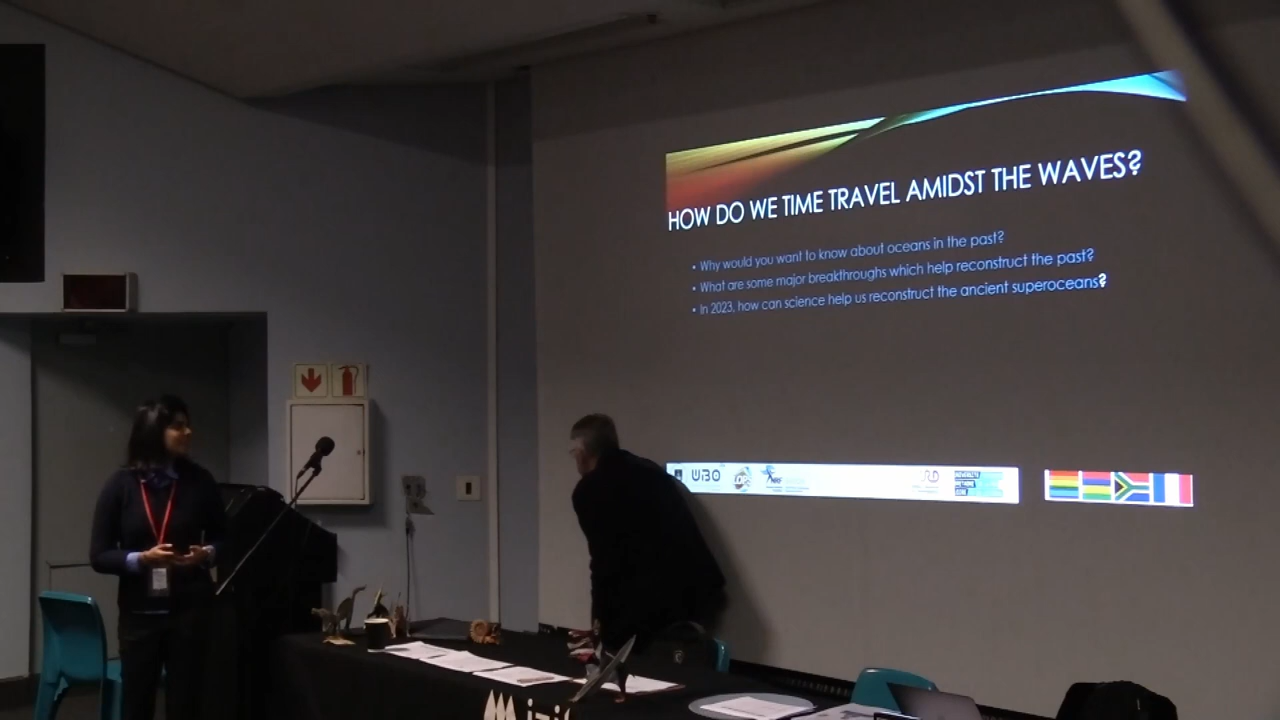 HOW DO WE TIME TRAVEL AMIDST THE WAVES?
• Why would you want to know about oceans in the past?
• What are some major breakthroughs which help reconstruct the past?
• In 2023, how can science help us reconstruct the ancient superoceans?
UBO